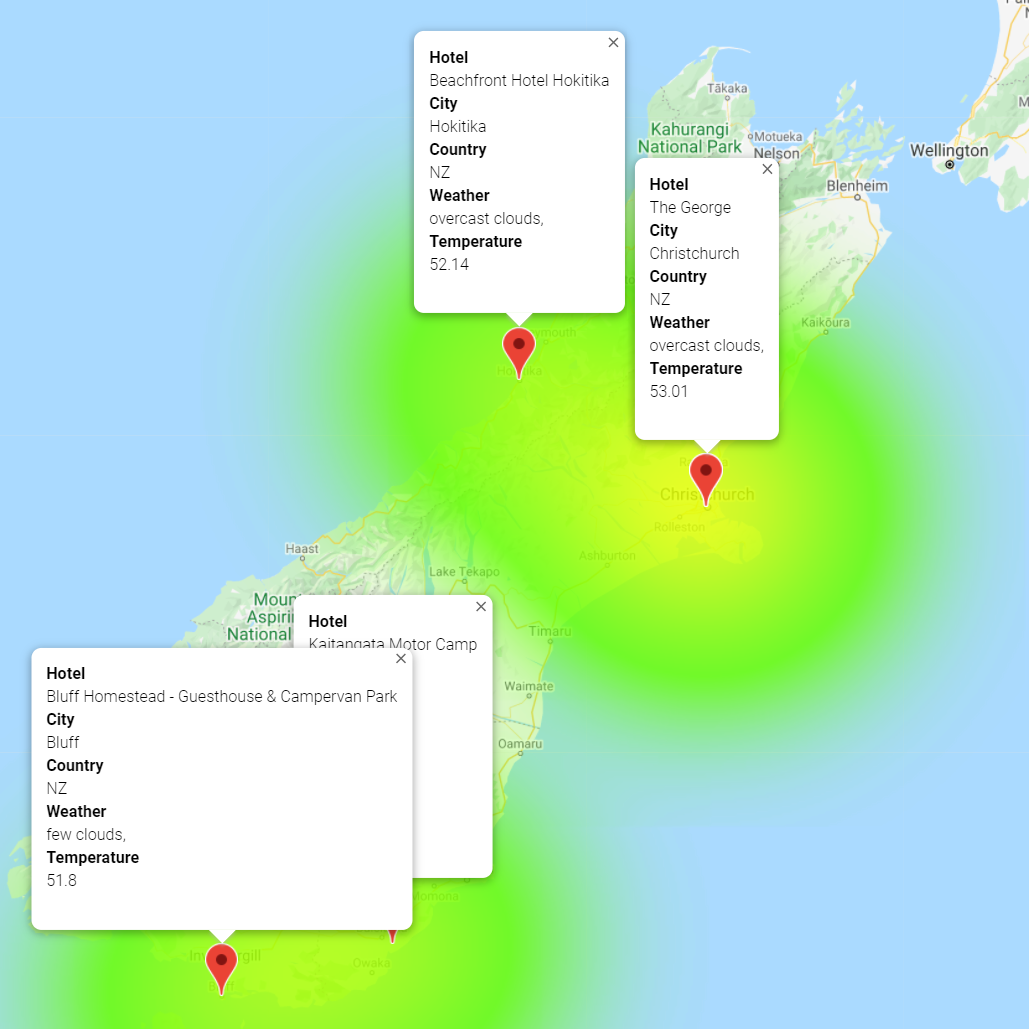 Hotel
Beachfront Hotel Hokitika
City
Hokitika
Country
NZ
Weather
overcast clouds,
Temperature
52.14
Tākaka
Kahurangi
National Park
Motueka
Nelson
Wellington
Blenheim
Hotel
The George
City
Christchurch
Country
NZ
Weather
overcast clouds,
Temperature
53.01
Kaikōura
Rolleston
Ashburton
Haast
Lake Tekapo
Timaru
Waimate
Oamaru
Hotel
Kaitangata Motor Camp
Hotel
Bluff Homestead - Guesthouse & Campervan Park
City
Bluff
Country
NZ
Weather
few clouds,
Temperature
51.8
National
Momona
Owaka